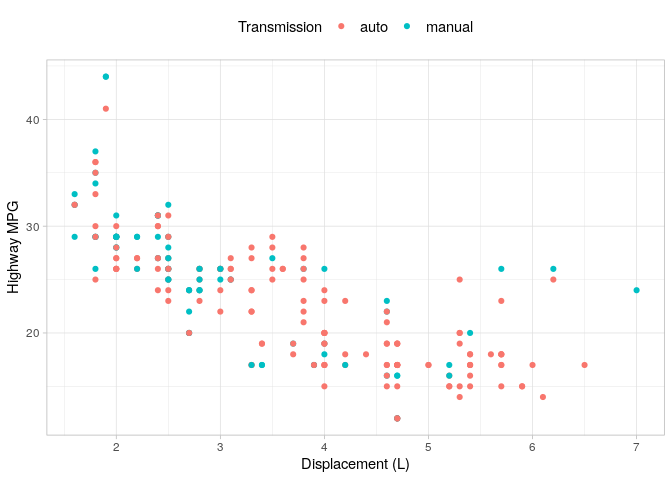 Transmission auto manual
Highway MPG
40
30
20
2 3 4 5 6 7
Displacement (L)